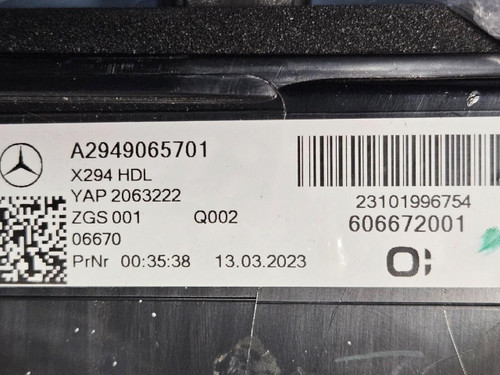 A2949065701
X294 HDL
YAP 2063222
ZGS 001 Q002
06670
PrNr 00:35:38 13.03.2023
23101996754
606672001